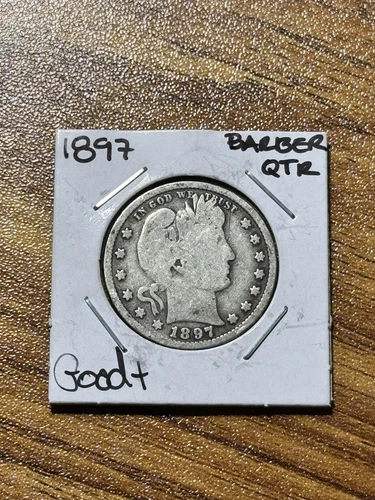 1897
BARBER
QTR
IN GOD WE TRUST
1897
Good+